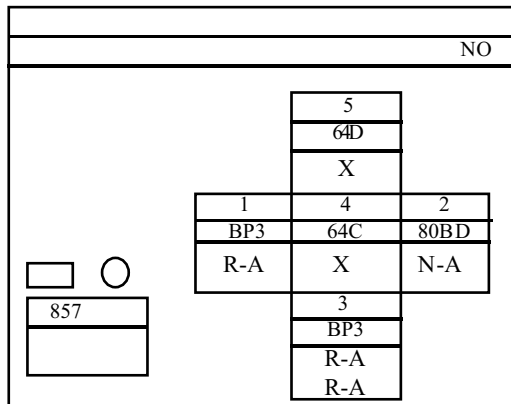 NO
5
64D
X
1 4 2
BP3 64C 80BD
R-A X N-A
857
3
BP3
R-A
R-A